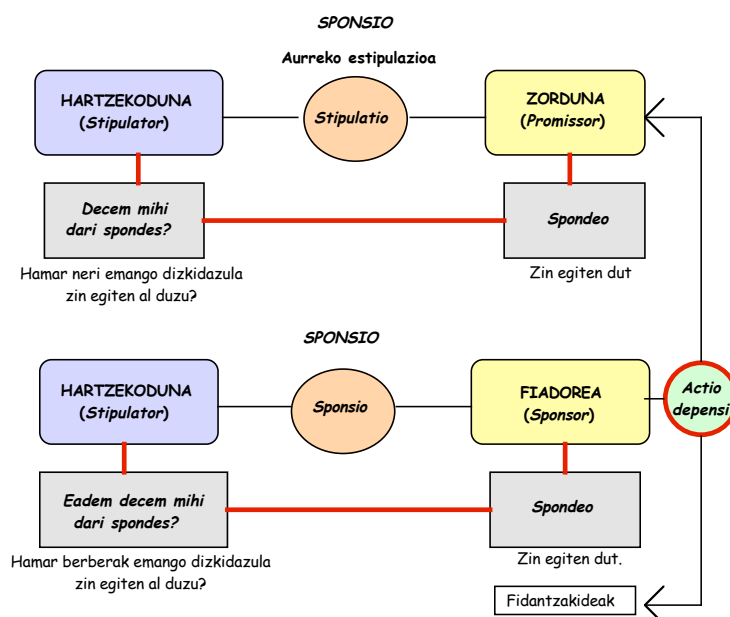 SPONSIO
Aurreko estipulazioa
HARTZEKODUNA
(Stipulator)
Stipulatio
ZORDUNA
(Promissor)
Decem mihi
dari spondes?
Spondeo
Hamar neri emango dizkidazula
zin egiten al duzu?
Zin egiten dut
SPONSIO
HARTZEKODUNA
(Stipulator)
Sponsio
FIADOREA
(Sponsor)
Actio
depensi
Eadem decem mihi
dari spondes?
Spondeo
Hamar berberak emango dizkidazula
zin egiten al duzu?
Zin egiten dut.
Fidantzakideak